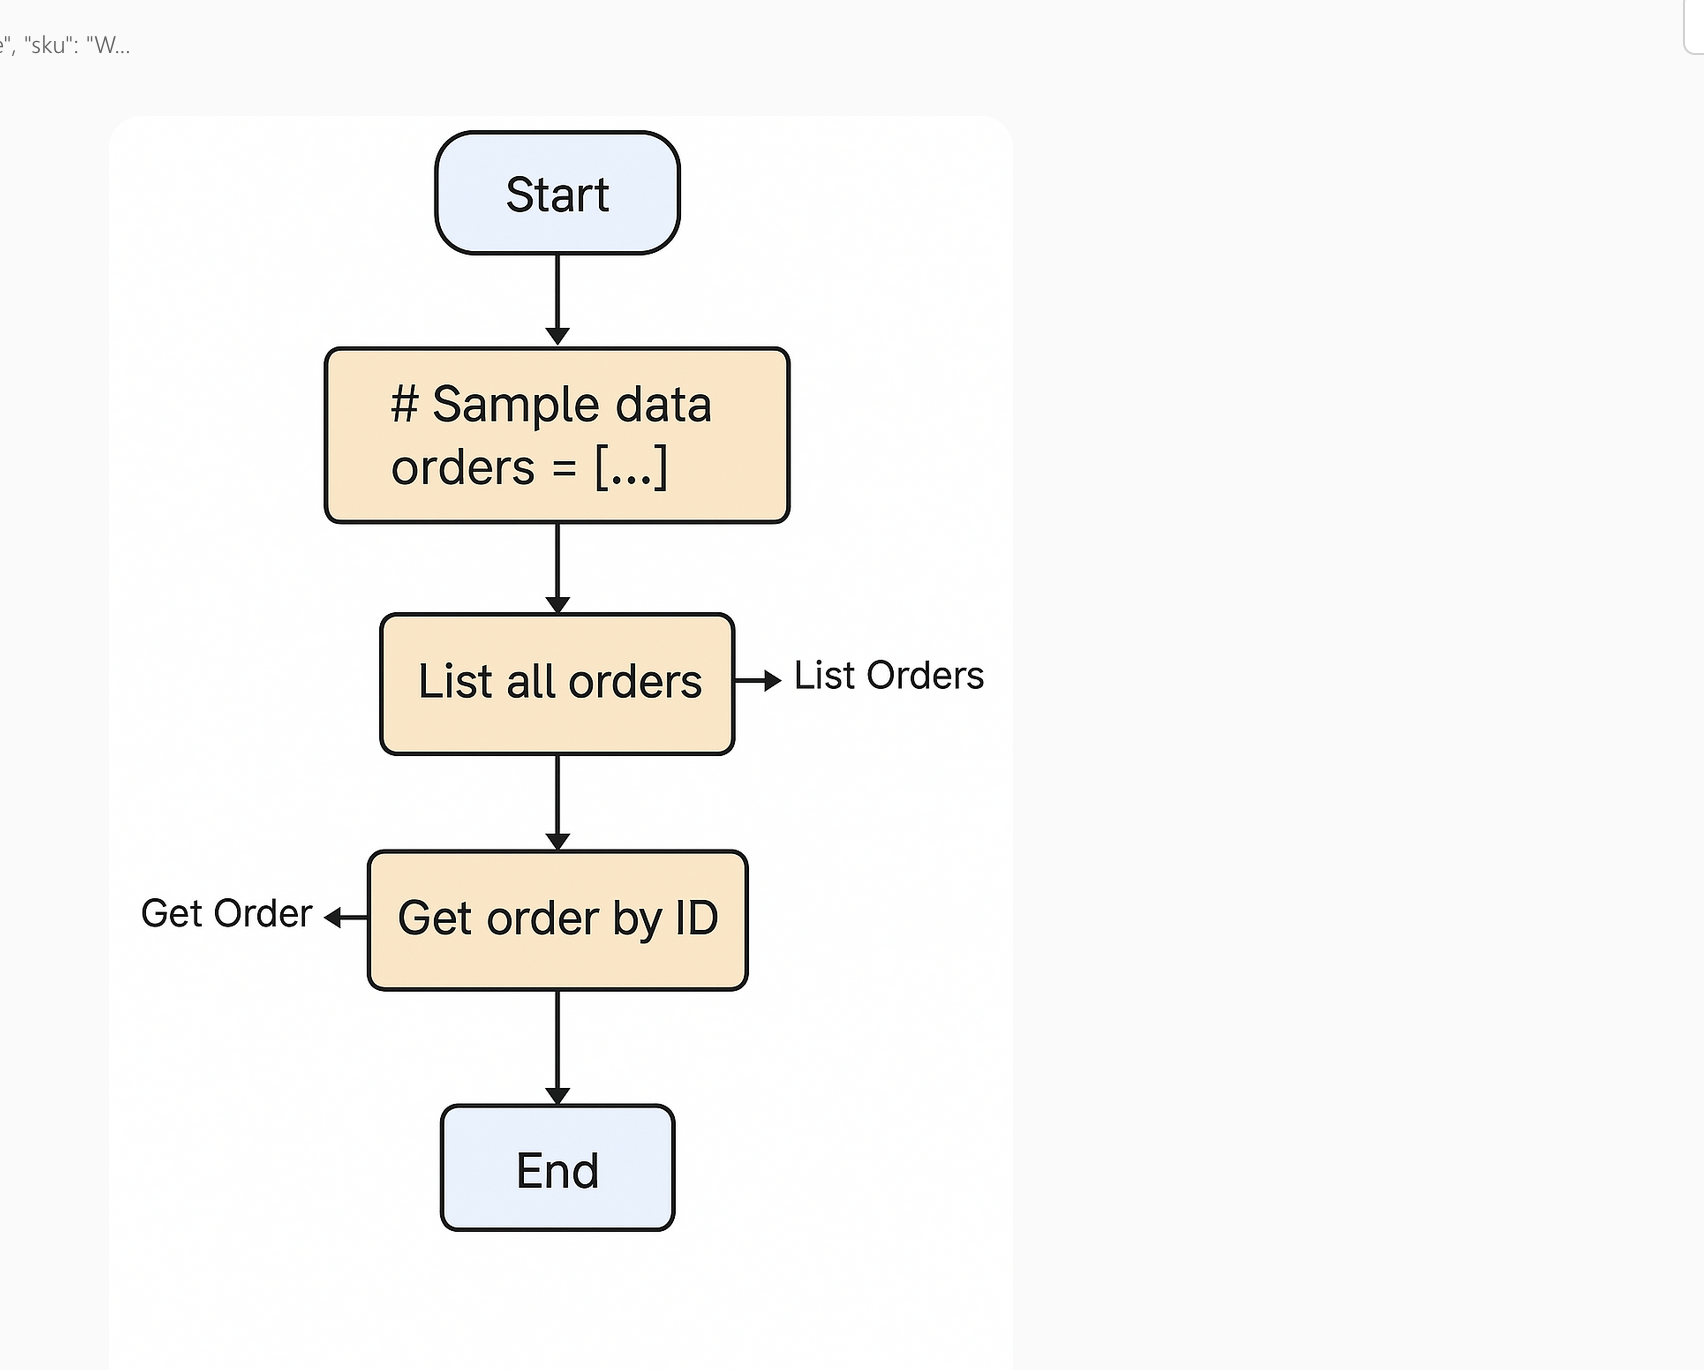 e", "sku": "W...
Start
# Sample data
orders = [...]
List all orders
List Orders
Get Order
Get order by ID
End